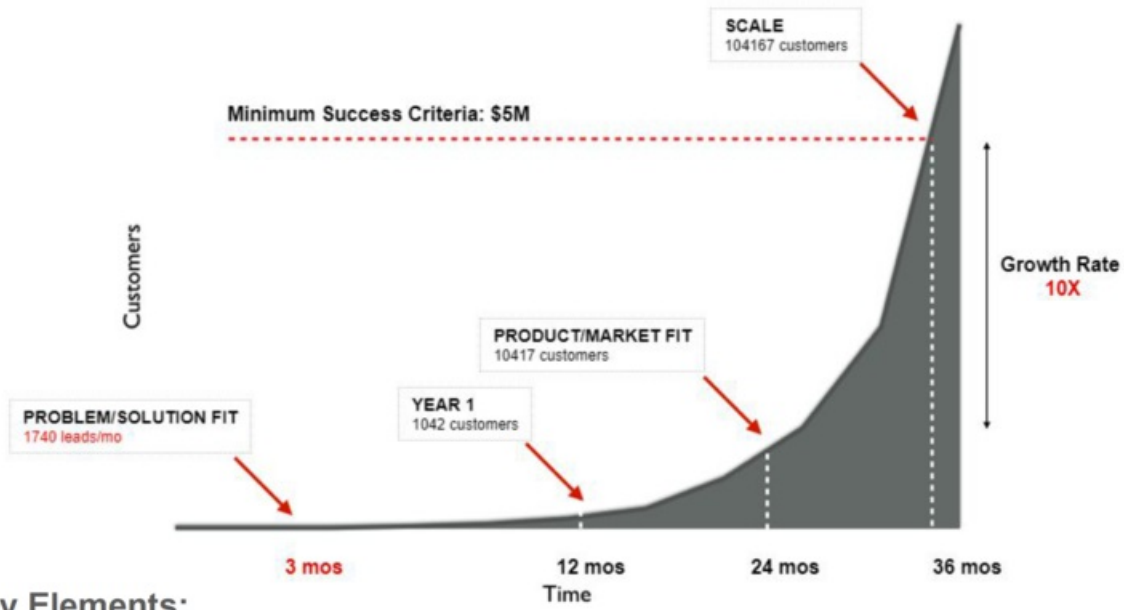 SCALE
104167 customers
Minimum Success Criteria: $5M
Customers
Growth Rate
10X
PRODUCT/MARKET FIT
10417 customers
YEAR 1
1042 customers
PROBLEM/SOLUTION FIT
1740 leads/mo
3 mos
12 mos
24 mos
36 mos
Time
Elements: